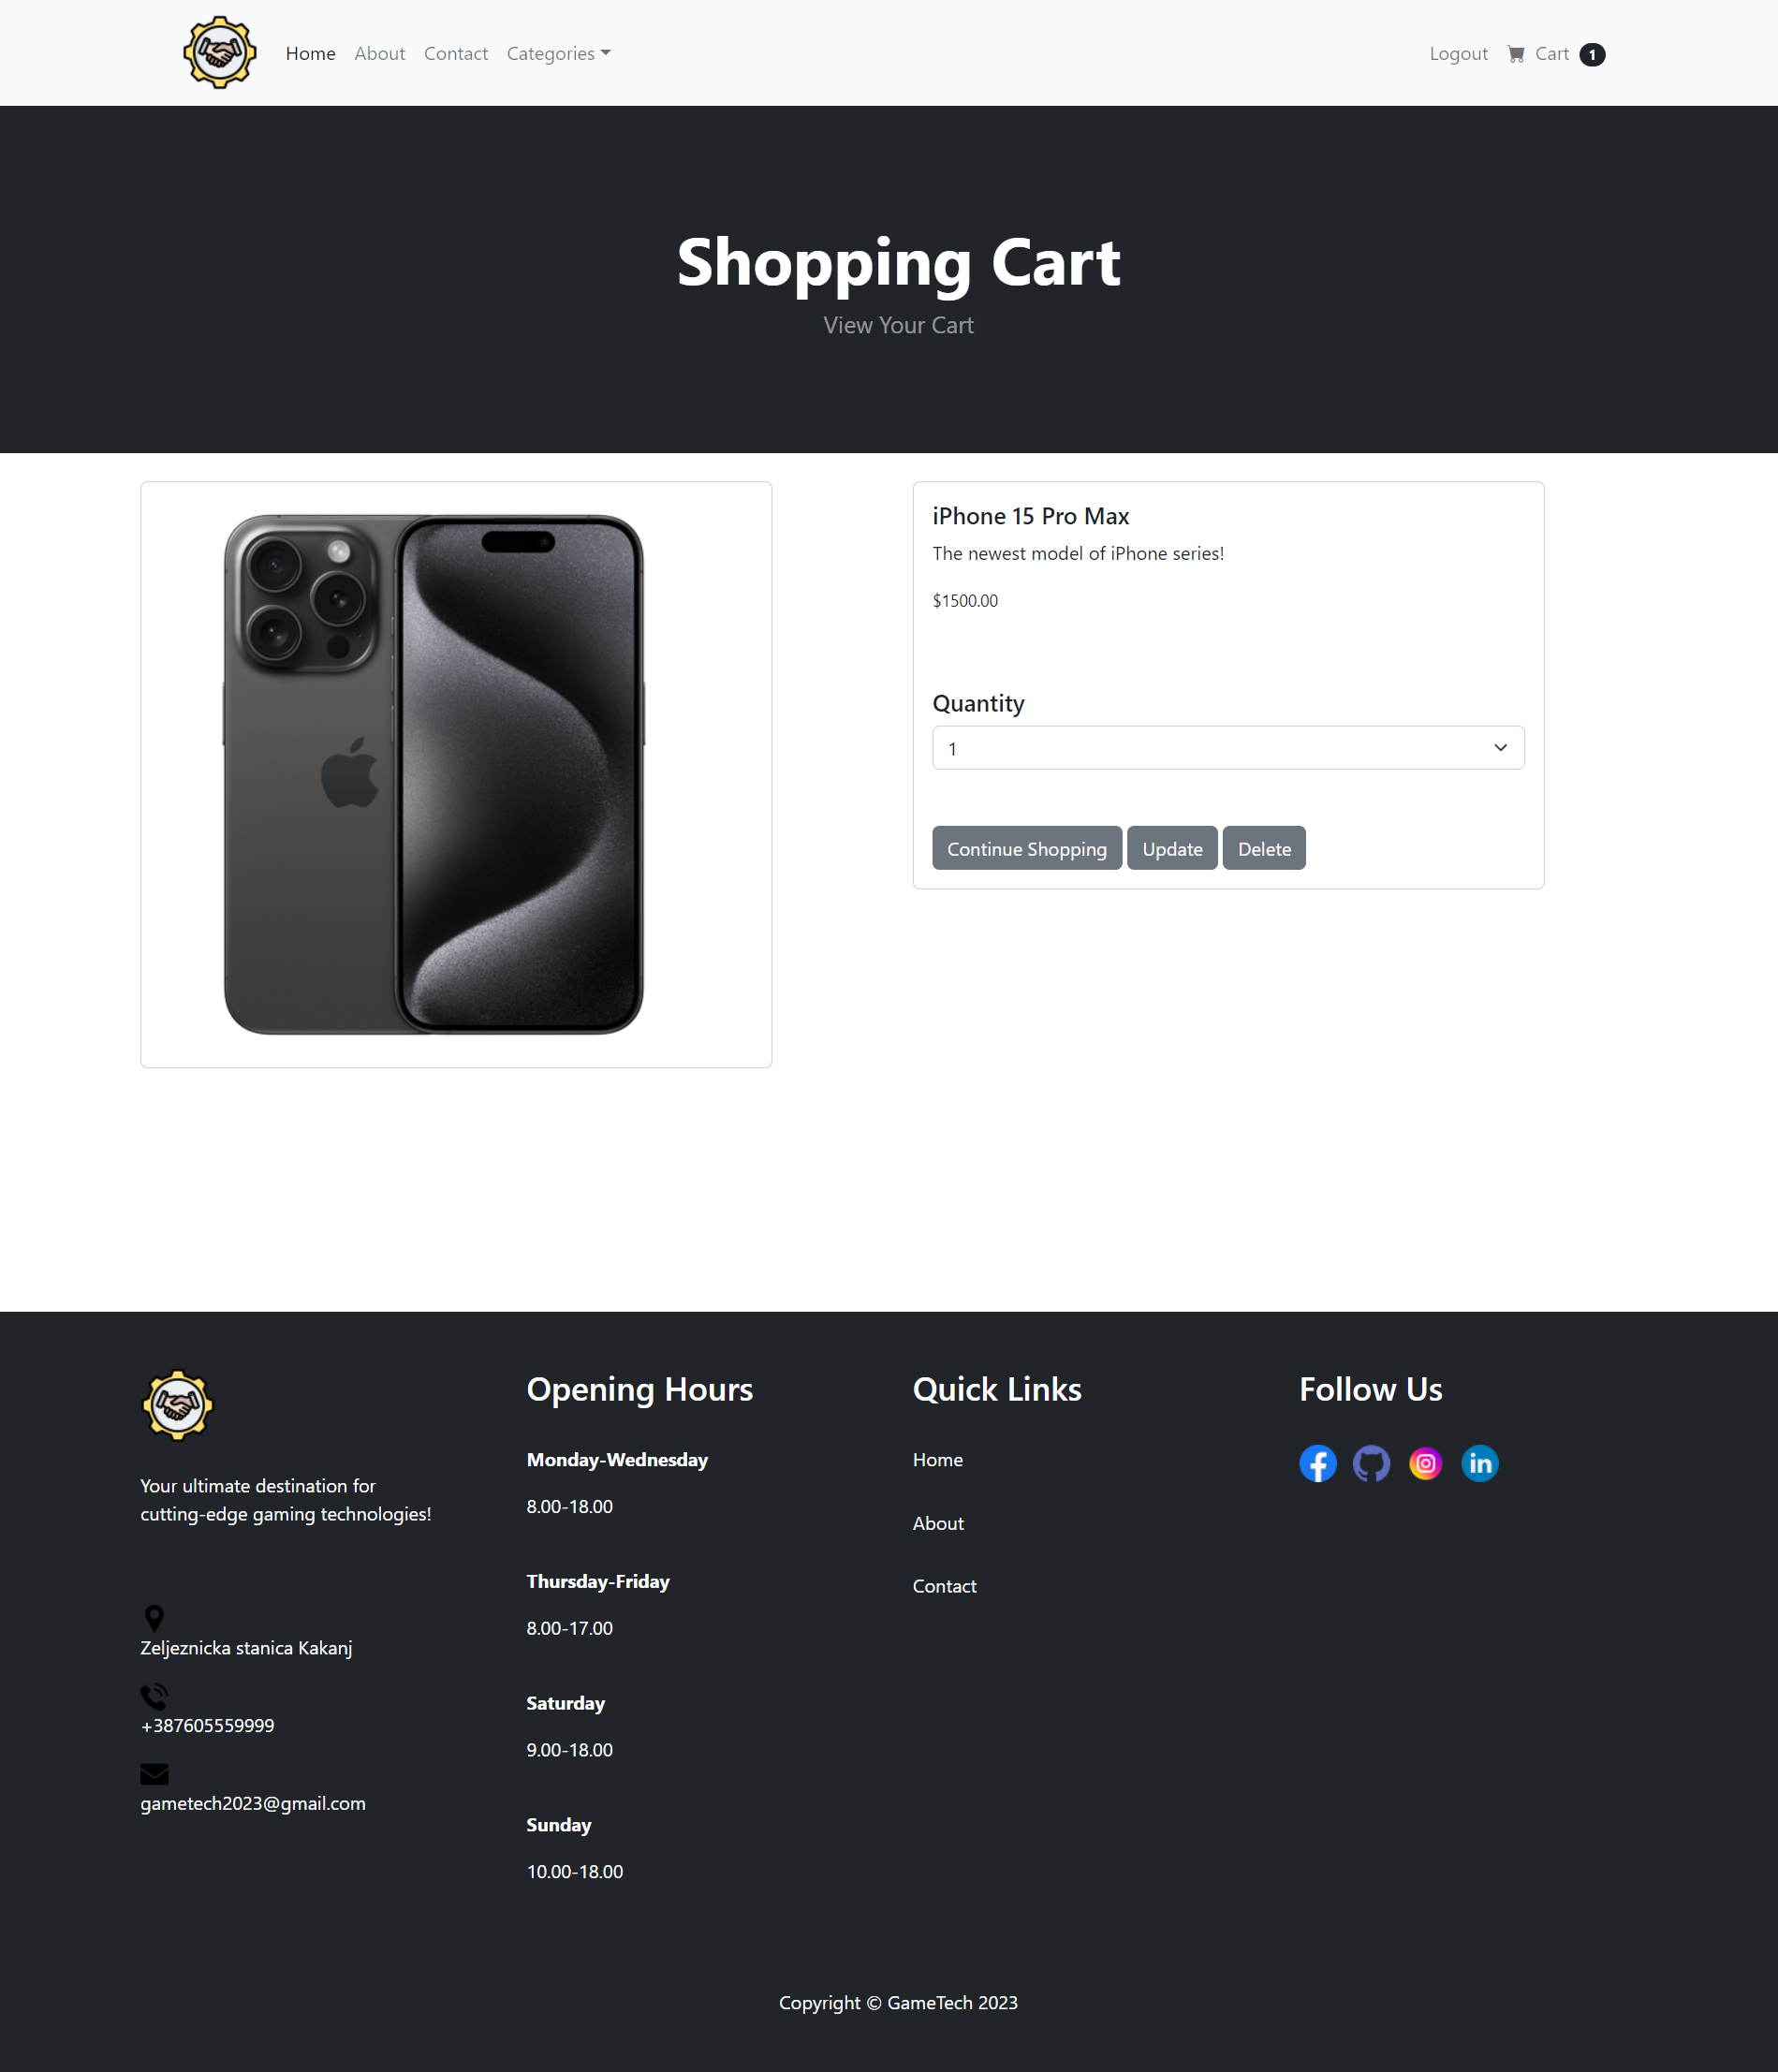 Home About Contact Categories Logout Cart 1
Shopping Cart
View Your Cart
iPhone 15 Pro Max
The newest model of iPhone series!
$1500.00
Quantity
1
Continue Shopping Update Delete
Your ultimate destination for
cutting-edge gaming technologies!
Zeljeznicka stanica Kakanj
+387605559999
gametech2023@gmail.com
Opening Hours
Monday-Wednesday
8.00-18.00
Thursday-Friday
8.00-17.00
Saturday
9.00-18.00
Sunday
10.00-18.00
Quick Links
Home
About
Contact
Follow Us
Copyright © GameTech 2023